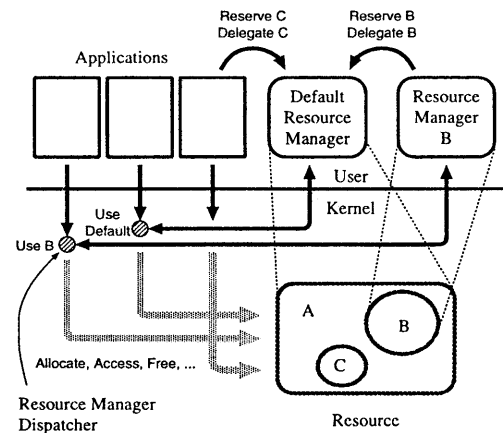 Reserve C
Delegate C
Reserve B
Delegate B
Applications
Default
Resource
Manager
Resource
Manager
B
User
Kernel
Use
Default
Use B
A
B
C
Allocate, Access, Free, ...
Resource Manager
Dispatcher
Resource